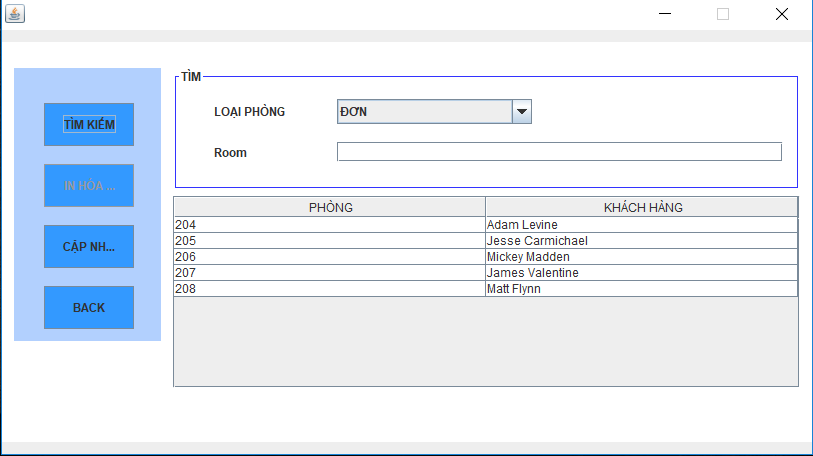 TÌM
LOẠI PHÒNG
ĐƠN
Room
TÌM KIẾM
IN HÓA ...
CẬP NH...
BACK
PHÒNG KHÁCH HÀNG
204 Adam Levine
205 Jesse Carmichael
206 Mickey Madden
207 James Valentine
208 Matt Flynn